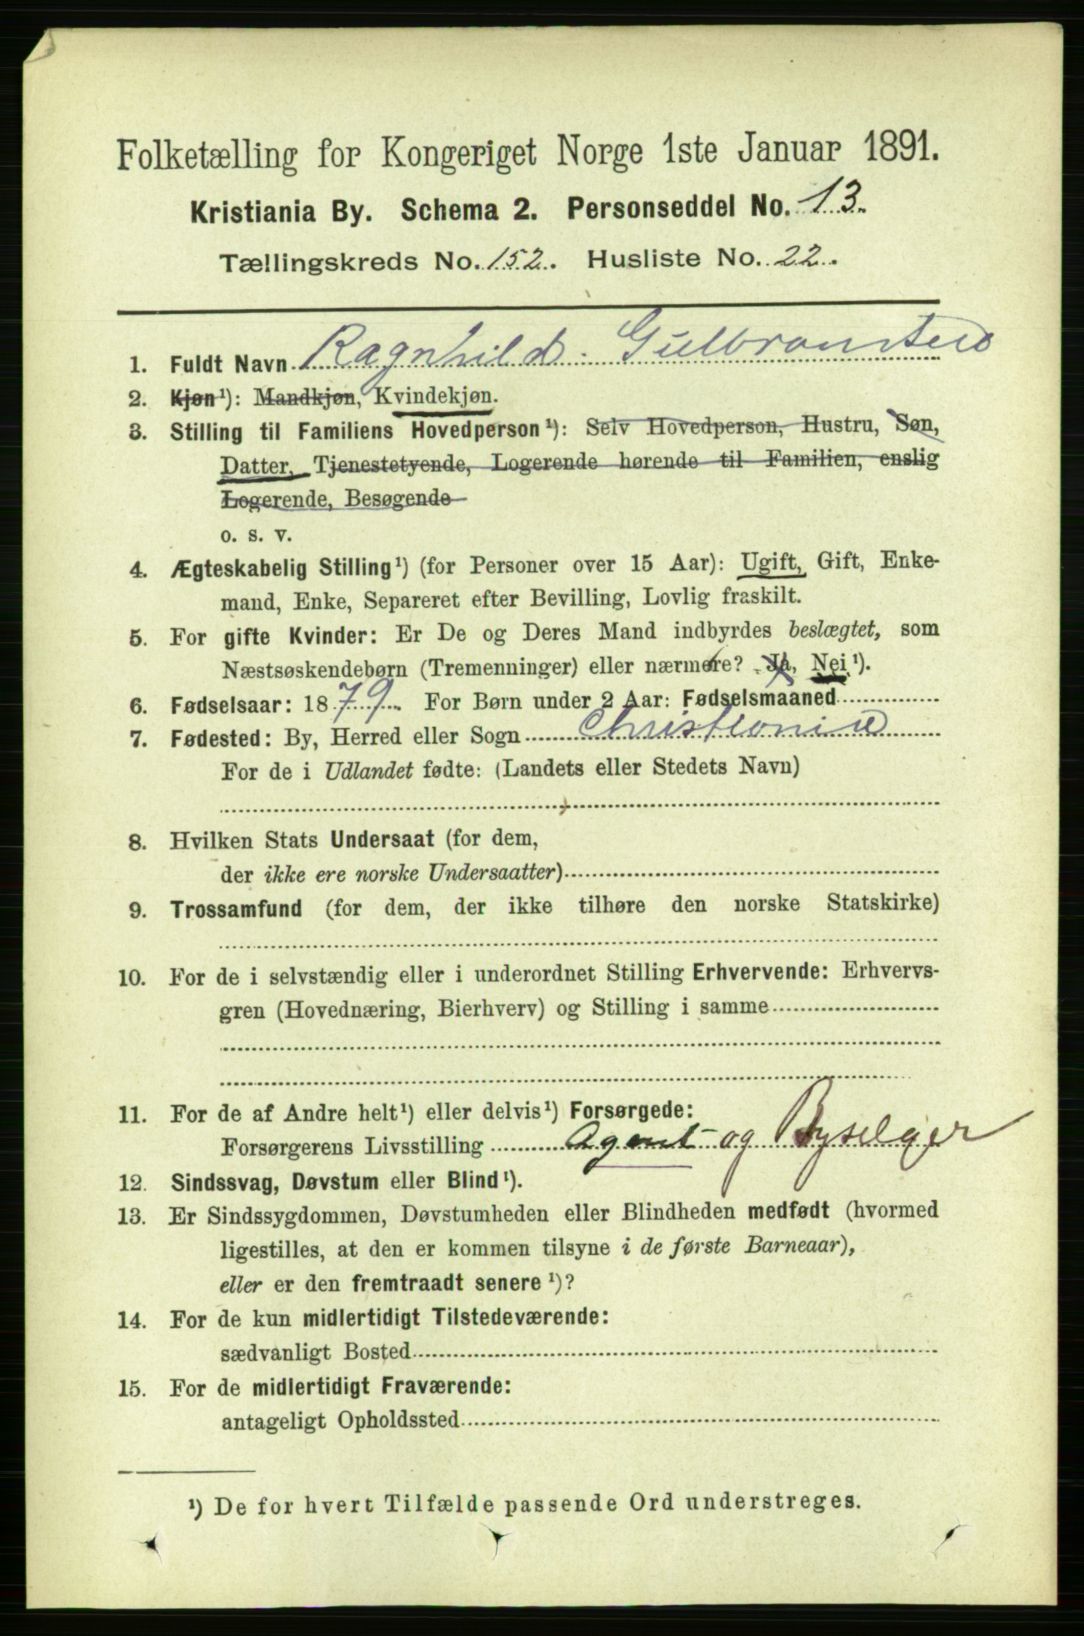 Folketælling for Kongeriget Norge 1ste Januar 1891.
Kristiania By. Schema 2. Personseddel No. 13.
Tællingskreds No. 152. Husliste No. 22.
1. Fuldt Navn Ragnhild. Gulbransen
2. Kjøn¹): Mandkjøn, Kvindekjøn.
3. Stilling til Familiens Hovedperson¹): Selv Hovedperson, Hustru, Søn,
Datter, Tjenestetyende, Logerende hørende til Familien, enslig
Logerende, Besøgende
o. s. v.
4. Ægteskabelig Stilling¹) (for Personer over 15 Aar): Ugift, Gift, Enke-
mand, Enke, Separeret efter Bevilling, Lovlig fraskilt.
5. For gifte Kvinder: Er De og Deres Mand indbyrdes beslægtet, som
Næstsøskendebørn (Tremenninger) eller nærmere? Ja, Nei¹).
6. Fødselsaar: 1879. For Børn under 2 Aar: Fødselsmaaned
7. Fødested: By, Herred eller Sogn Christiania
For de i Udlandet fødte: (Landets eller Stedets Navn)
8. Hvilken Stats Undersaat (for dem,
der ikke ere norske Undersaatter)
9. Trossamfund (for dem, der ikke tilhøre den norske Statskirke)
10. For de i selvstændig eller i underordnet Stilling Erhvervende: Erhvervs-
gren (Hovednæring, Bierhverv) og Stilling i samme
11. For de af Andre helt¹) eller delvis¹) Forsørgede:
Forsørgerens Livsstilling Agent og Byselger
12. Sindssvag, Døvstum eller Blind¹).
13. Er Sindssygdommen, Døvstumheden eller Blindheden medfødt (hvormed
ligestilles, at den er kommen tilsyne i de første Barneaar),
eller er den fremtraadt senere¹)?
14. For de kun midlertidigt Tilstedeværende:
sædvanligt Bosted
15. For de midlertidigt Fraværende:
antageligt Opholdssted
¹) De for hvert Tilfælde passende Ord understreges.